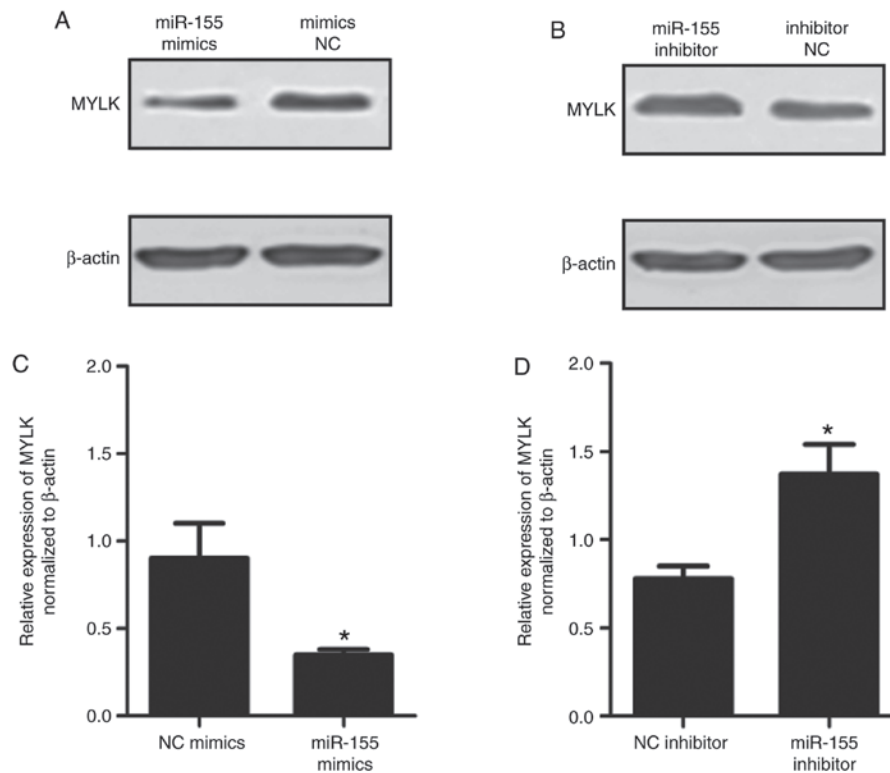 A
miR-155
mimics
mimics
NC
MYLK
β-actin
B
miR-155
inhibitor
inhibitor
NC
MYLK
β-actin
C
Relative expression of MYLK
normalized to β-actin
2.0
1.5
1.0
0.5
0.0
*
NC mimics
miR-155
mimics
D
Relative expression of MYLK
normalized to β-actin
2.0
1.5
1.0
0.5
0.0
*
NC inhibitor
miR-155
inhibitor